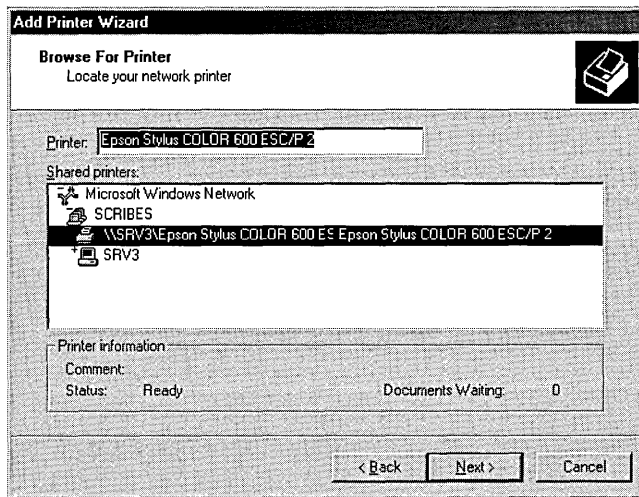 Add Printer Wizard
Browse For Printer
Locate your network printer
Printer: Epson Stylus COLOR 600 ESC/P 2
Shared printers:
Microsoft Windows Network
SCRIBES
\\SRV3\Epson Stylus COLOR 600 ES Epson Stylus COLOR 600 ESC/P 2
SRV3
Printer information
Comment:
Status: Ready Documents Waiting: 0
< Back Next > Cancel